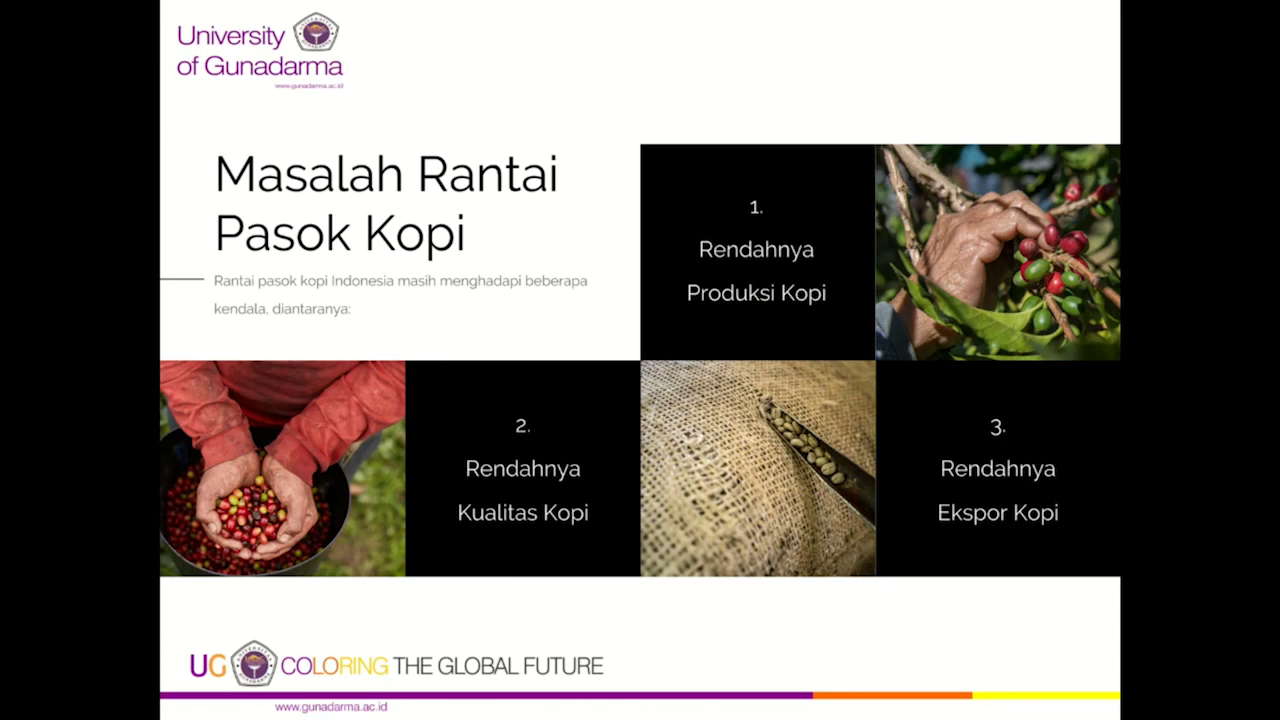 University
of Gunadarma
www.gunadarma.ac.id
Masalah Rantai
Pasok Kopi
Rantai pasok kopi Indonesia masih menghadapi beberapa
kendala, diantaranya:
1.
Rendahnya
Produksi Kopi
2.
Rendahnya
Kualitas Kopi
3.
Rendahnya
Ekspor Kopi
UG COLORING THE GLOBAL FUTURE
www.gunadarma.ac.id